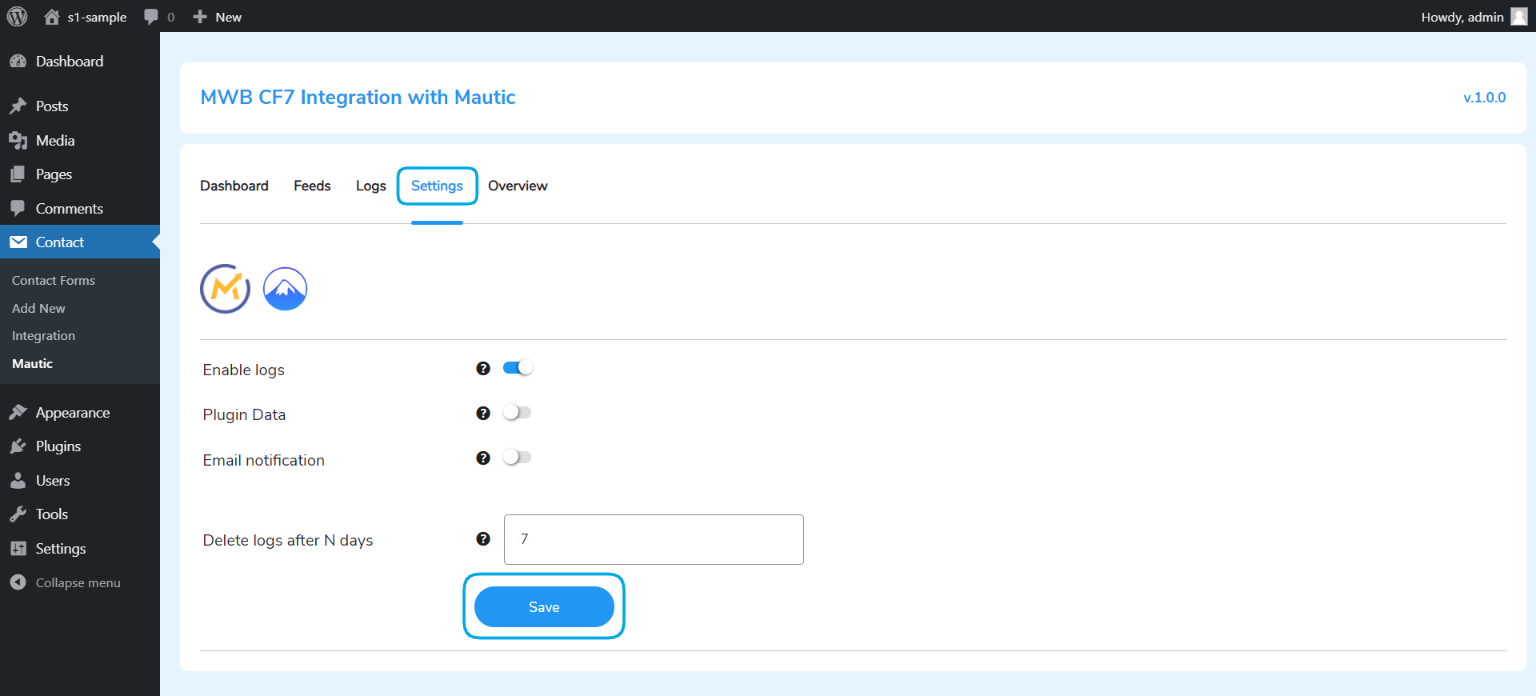 s1-sample 0 New Howdy, admin
Dashboard
Posts
Media
Pages
Comments
Contact
Contact Forms
Add New
Integration
Mautic
Appearance
Plugins
Users
Tools
Settings
Collapse menu
MWB CF7 Integration with Mautic v.1.0.0
Dashboard Feeds Logs Settings Overview
Enable logs ?
Plugin Data ?
Email notification ?
Delete logs after N days ? 7
Save